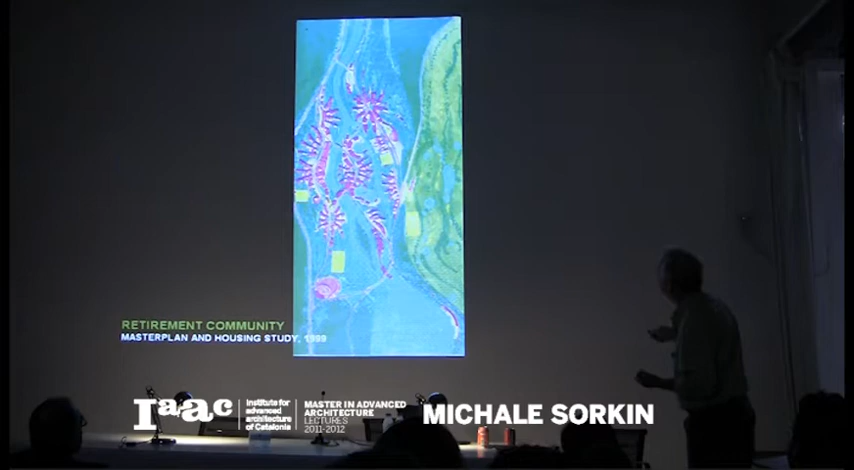 RETIREMENT COMMUNITY
MASTERPLAN AND HOUSING STUDY, 1999
Iaac
Institute for
advanced
architecture
of Catalonia
MASTER IN ADVANCED
ARCHITECTURE
LECTURES
2011-2012
MICHALE SORKIN